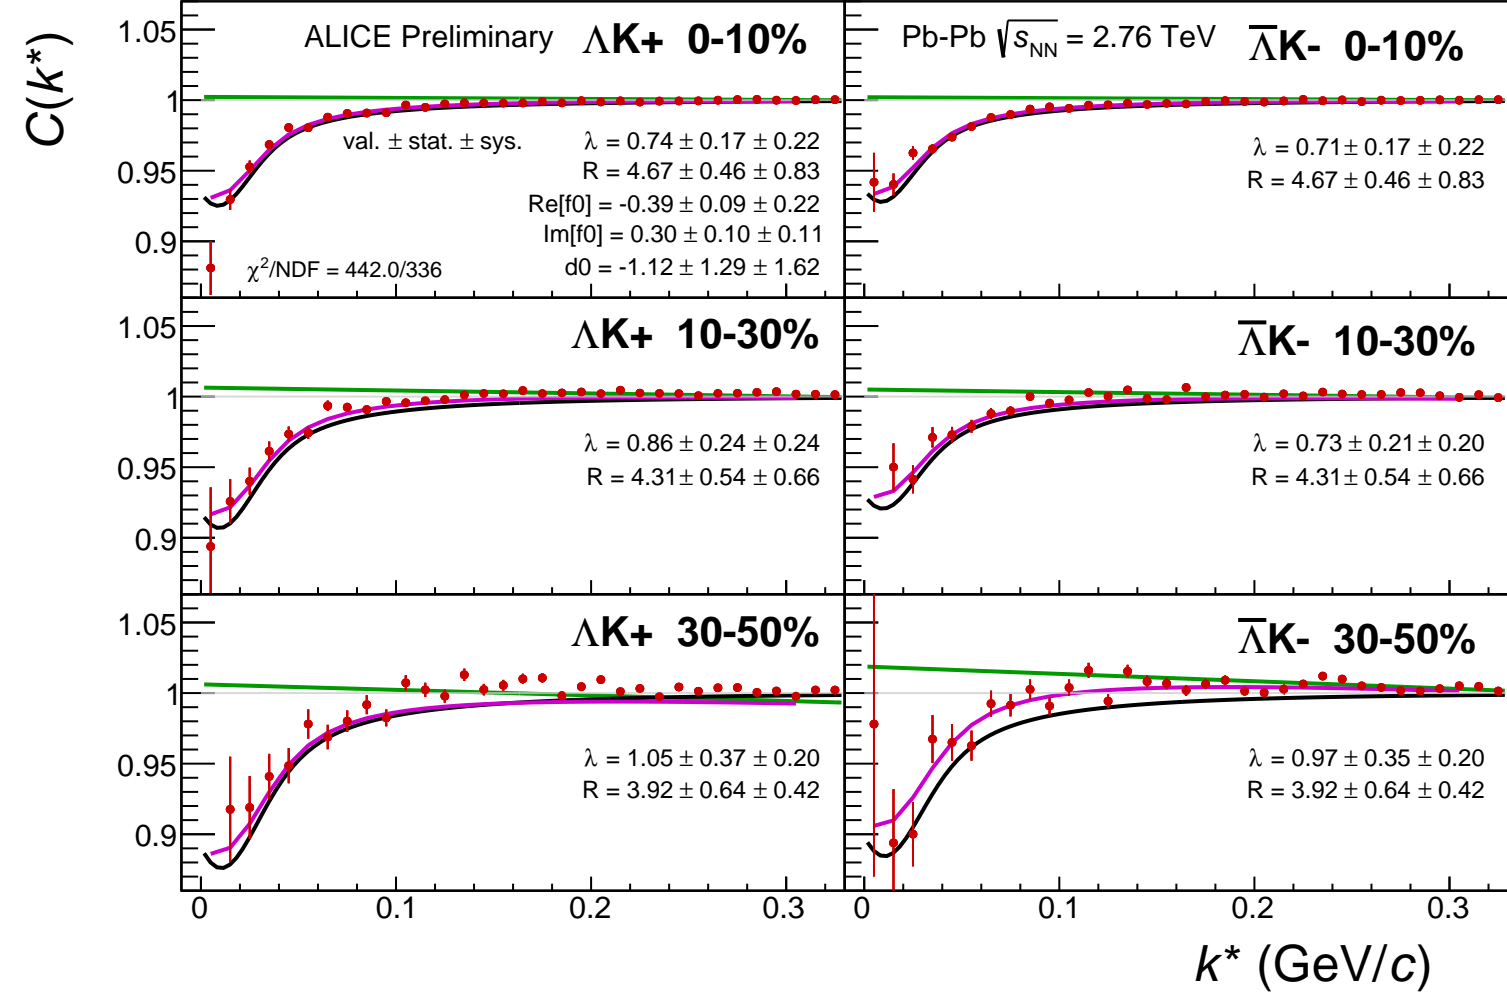 C(k*)
ALICE Preliminary ΛK+ 0-10%
val. ± stat. ± sys.
λ = 0.74 ± 0.17 ± 0.22
R = 4.67 ± 0.46 ± 0.83
Re[f0] = -0.39 ± 0.09 ± 0.22
Im[f0] = 0.30 ± 0.10 ± 0.11
χ²/NDF = 442.0/336
d0 = -1.12 ± 1.29 ± 1.62
1.05
1
0.95
0.9
Pb-Pb √sNN = 2.76 TeV Λ̅K- 0-10%
λ = 0.71 ± 0.17 ± 0.22
R = 4.67 ± 0.46 ± 0.83
ΛK+ 10-30%
λ = 0.86 ± 0.24 ± 0.24
R = 4.31 ± 0.54 ± 0.66
1.05
1
0.95
0.9
Λ̅K- 10-30%
λ = 0.73 ± 0.21 ± 0.20
R = 4.31 ± 0.54 ± 0.66
ΛK+ 30-50%
λ = 1.05 ± 0.37 ± 0.20
R = 3.92 ± 0.64 ± 0.42
1.05
1
0.95
0.9
Λ̅K- 30-50%
λ = 0.97 ± 0.35 ± 0.20
R = 3.92 ± 0.64 ± 0.42
0 0.1 0.2 0.3
0 0.1 0.2 0.3
k* (GeV/c)